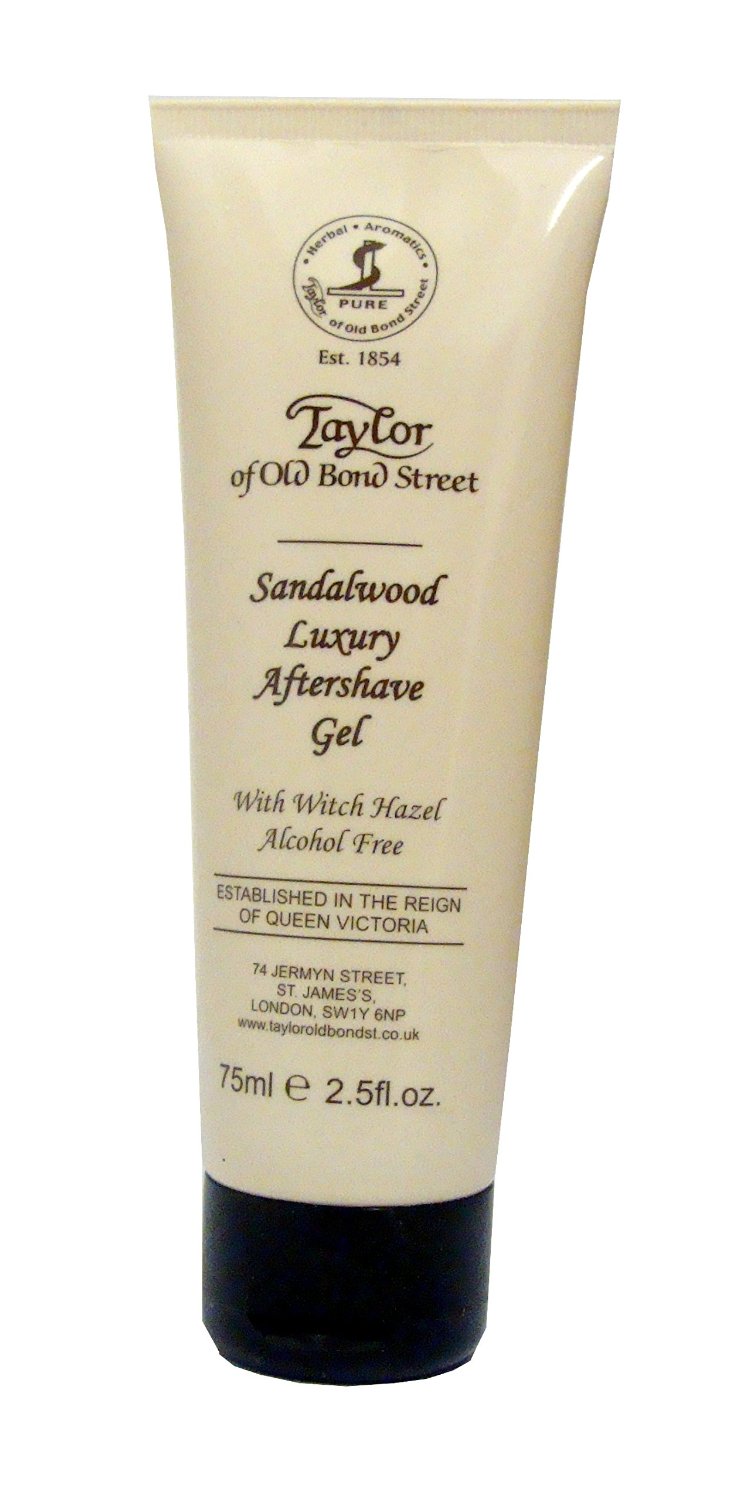 Herbal • Aromatics
PURE
Taylor of Old Bond Street
Est. 1854
Taylor
of Old Bond Street
Sandalwood
Luxury
Aftershave
Gel
With Witch Hazel
Alcohol Free
ESTABLISHED IN THE REIGN
OF QUEEN VICTORIA
74 JERMYN STREET,
ST. JAMES'S,
LONDON, SW1Y 6NP
www.tayloroldbondst.co.uk
75ml ℮ 2.5fl.oz.